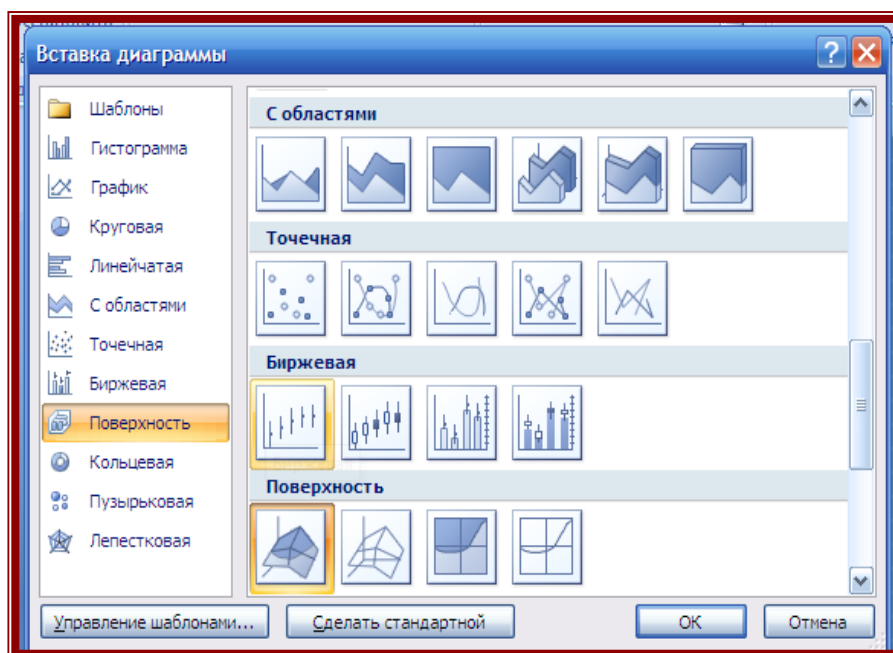 Вставка диаграммы
Шаблоны
Гистограмма
График
Круговая
Линейчатая
С областями
Точечная
Биржевая
Поверхность
Кольцевая
Пузырьковая
Лепестковая
С областями
Точечная
Биржевая
Поверхность
Управление шаблонами...
Сделать стандартной
ОК
Отмена